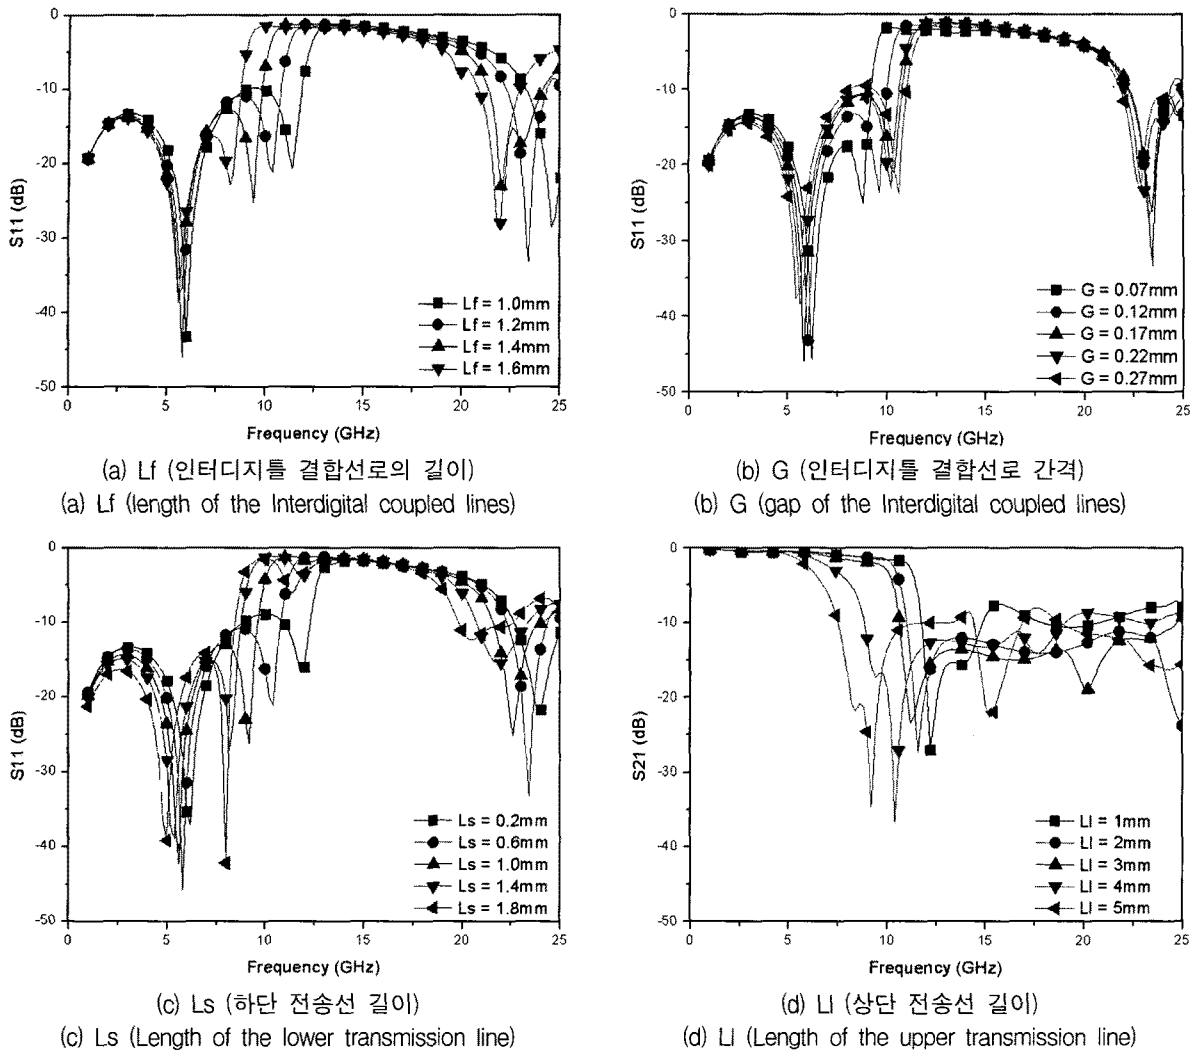 0
-10
-20
-30
-40
-50
S11 (dB)
0 5 10 15 20 25
Frequency (GHz)
Lf = 1.0mm
Lf = 1.2mm
Lf = 1.4mm
Lf = 1.6mm
(a) Lf (인터디지틀 결합선로의 길이)
(a) Lf (length of the Interdigital coupled lines)
0
-10
-20
-30
-40
-50
S11 (dB)
0 5 10 15 20 25
Frequency (GHz)
G = 0.07mm
G = 0.12mm
G = 0.17mm
G = 0.22mm
G = 0.27mm
(b) G (인터디지틀 결합선로 간격)
(b) G (gap of the Interdigital coupled lines)
0
-10
-20
-30
-40
-50
S11 (dB)
0 5 10 15 20 25
Frequency (GHz)
Ls = 0.2mm
Ls = 0.6mm
Ls = 1.0mm
Ls = 1.4mm
Ls = 1.8mm
(c) Ls (하단 전송선 길이)
(c) Ls (Length of the lower transmission line)
0
-10
-20
-30
-40
-50
S21 (dB)
0 5 10 15 20 25
Frequency (GHz)
Ll = 1mm
Ll = 2mm
Ll = 3mm
Ll = 4mm
Ll = 5mm
(d) Ll (상단 전송선 길이)
(d) Ll (Length of the upper transmission line)